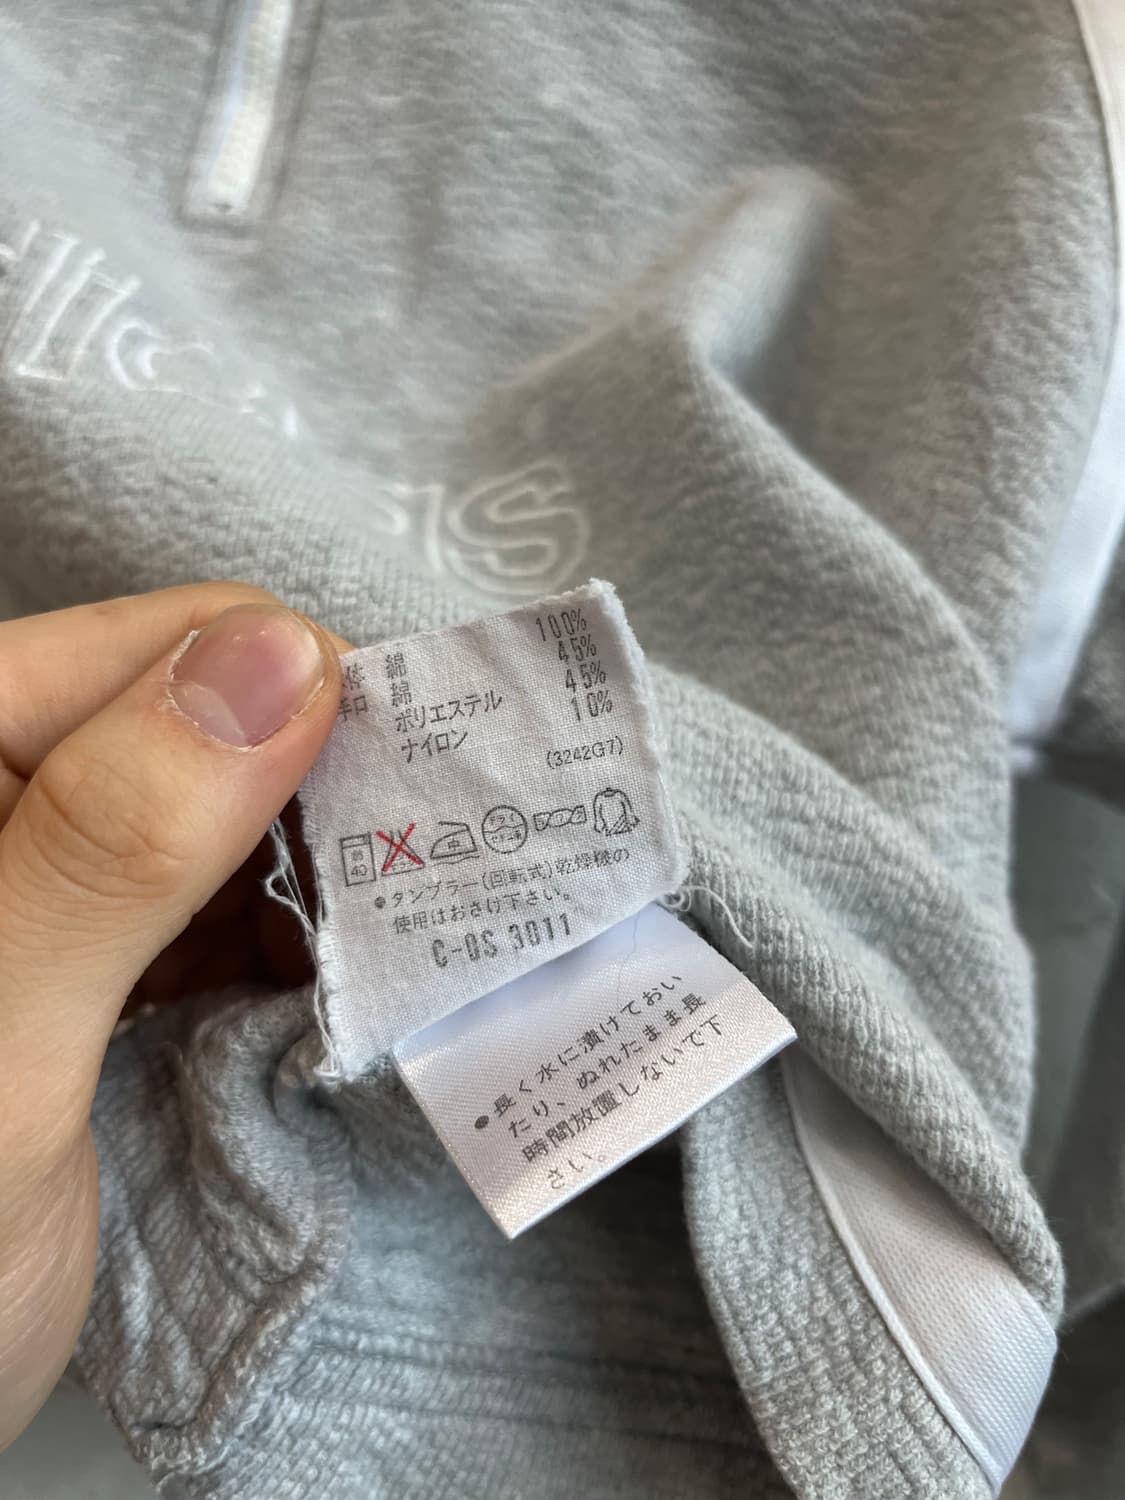 体 綿 100%
手口 綿 45%
ポリエステル 45%
ナイロン 10%
(3242G7)
40 中
●タンブラー(回転式)乾燥機の
使用はおさけ下さい。
C-OS 3011
●長く水に漬けておい
たり、ぬれたまま長
時間放置しないで下
さい。